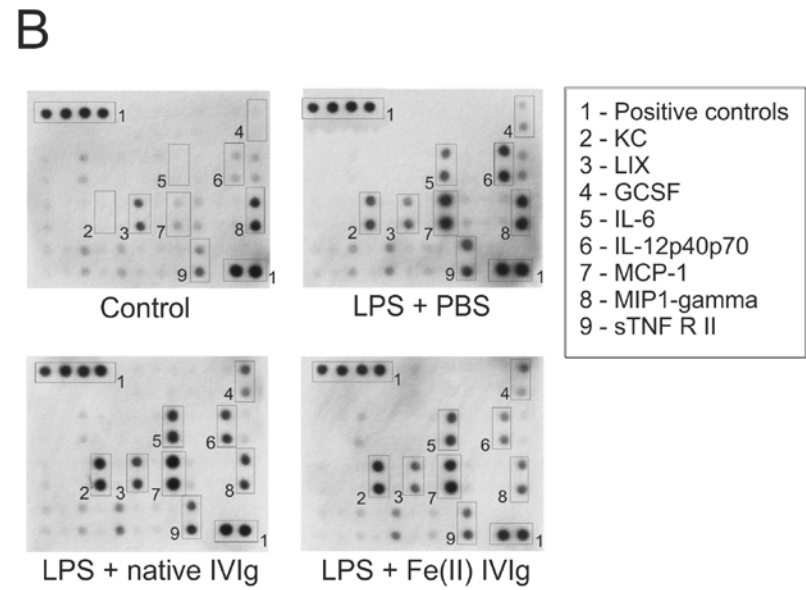 B
1
4
5
6
2
3
7
8
9
1
Control
1
4
5
6
2
3
7
8
9
1
LPS + PBS
1 - Positive controls
2 - KC
3 - LIX
4 - GCSF
5 - IL-6
6 - IL-12p40p70
7 - MCP-1
8 - MIP1-gamma
9 - sTNF R II
1
4
5
6
2
3
7
8
9
1
LPS + native IVIg
1
4
5
6
2
3
7
8
9
1
LPS + Fe(II) IVIg